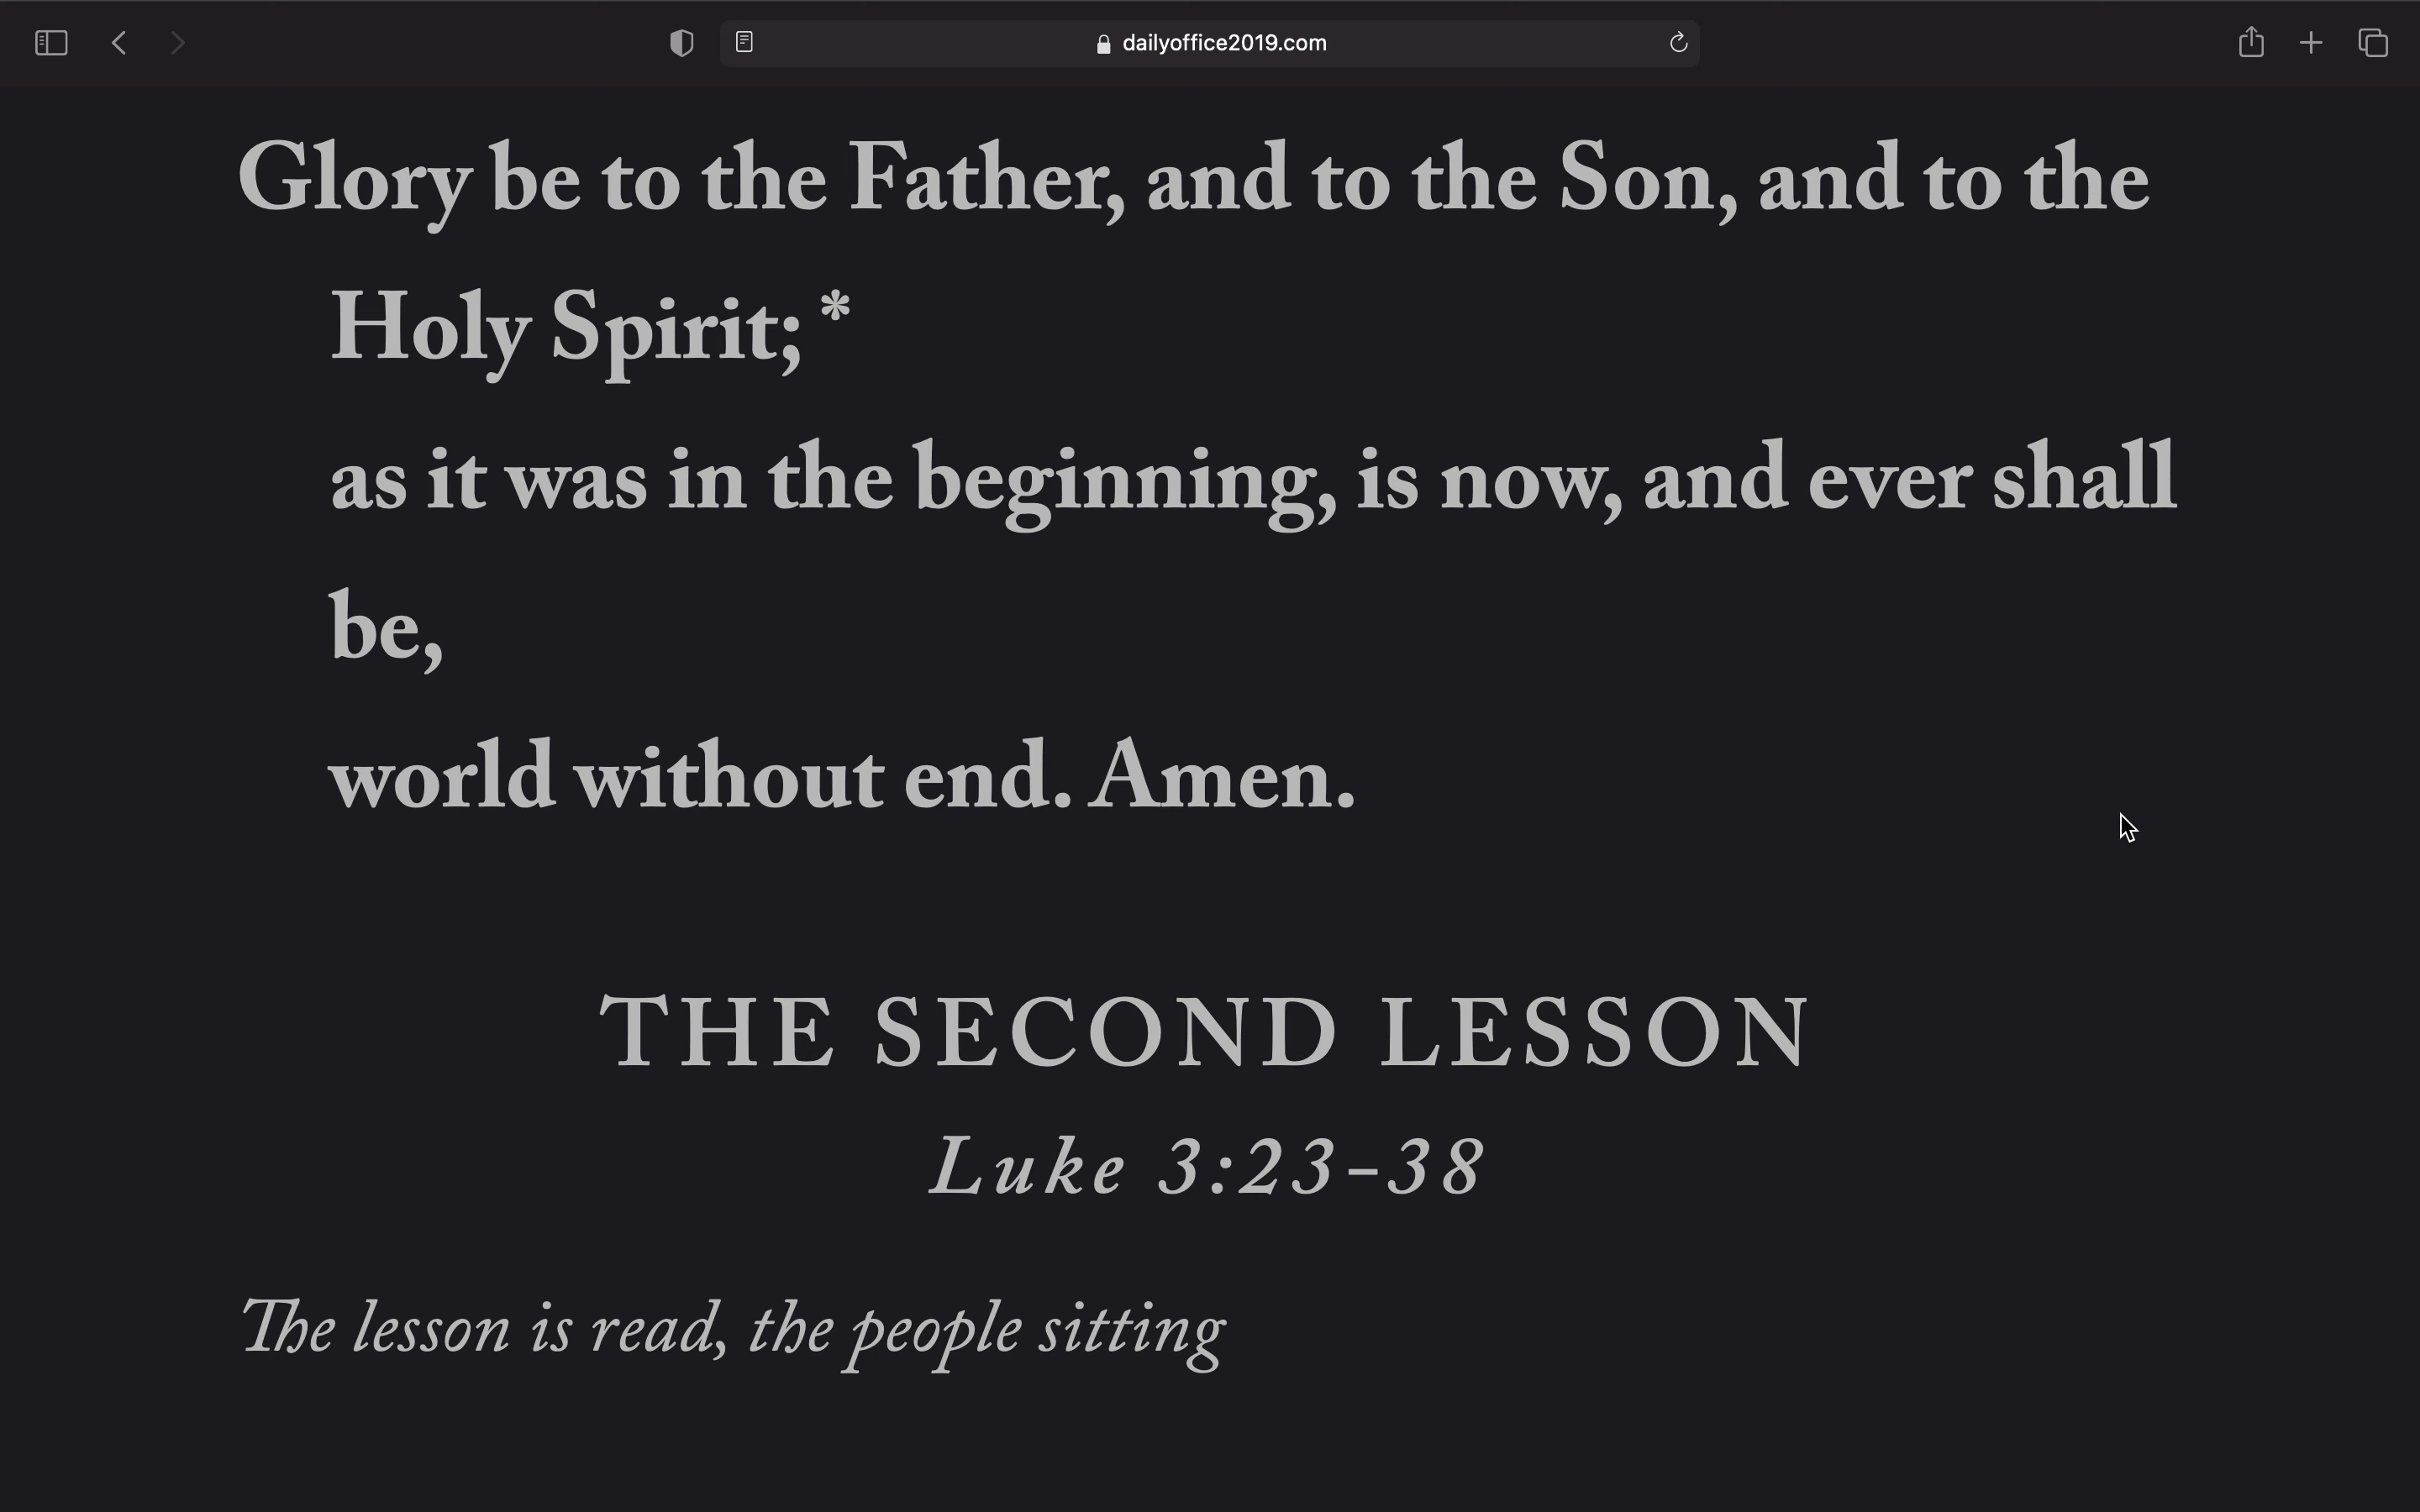 dailyoffice2019.com
Glory be to the Father, and to the Son, and to the
Holy Spirit; *
as it was in the beginning, is now, and ever shall
be,
world without end. Amen.
THE SECOND LESSON
Luke 3:23–38
The lesson is read, the people sitting